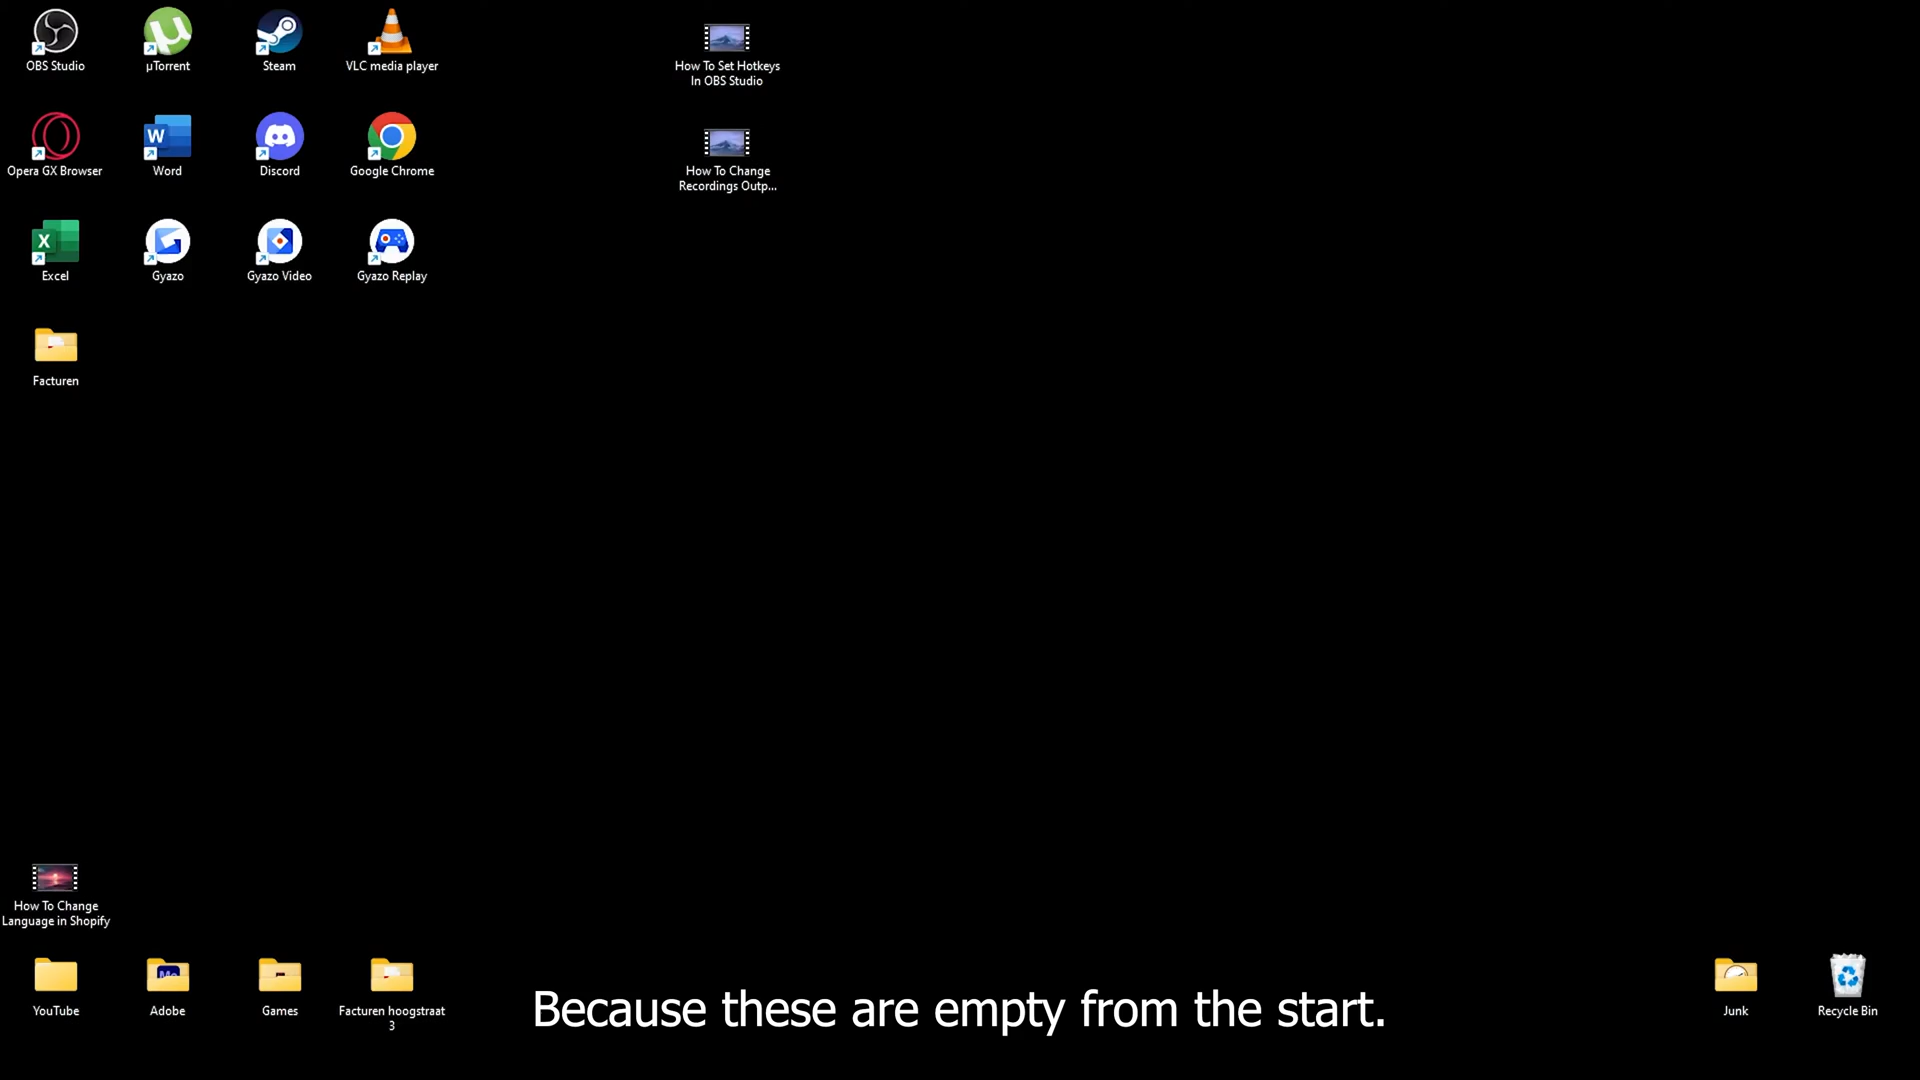 OBS Studio
µTorrent
Steam
VLC media player
How To Set Hotkeys
In OBS Studio
Opera GX Browser
Word
Discord
Google Chrome
How To Change
Recordings Outp...
Excel
Gyazo
Gyazo Video
Gyazo Replay
Facturen
How To Change
Language in Shopify
YouTube
Adobe
Games
Facturen hoogstraat
3
Because these are empty from the start.
Junk
Recycle Bin